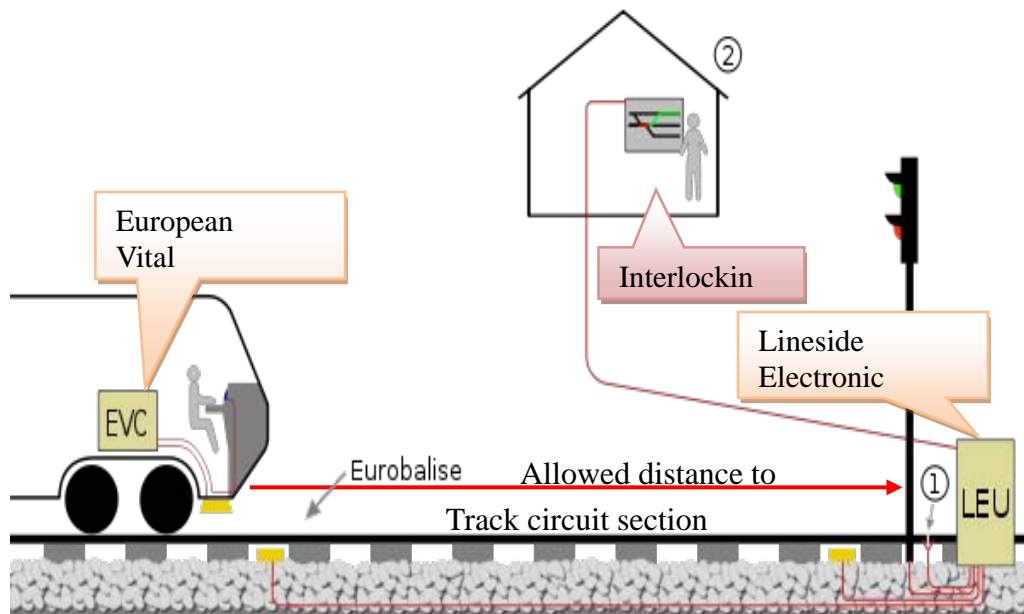 ②
European
Vital
Interlockin
Lineside
Electronic
EVC
Eurobalise
Allowed distance to
①
LEU
Track circuit section